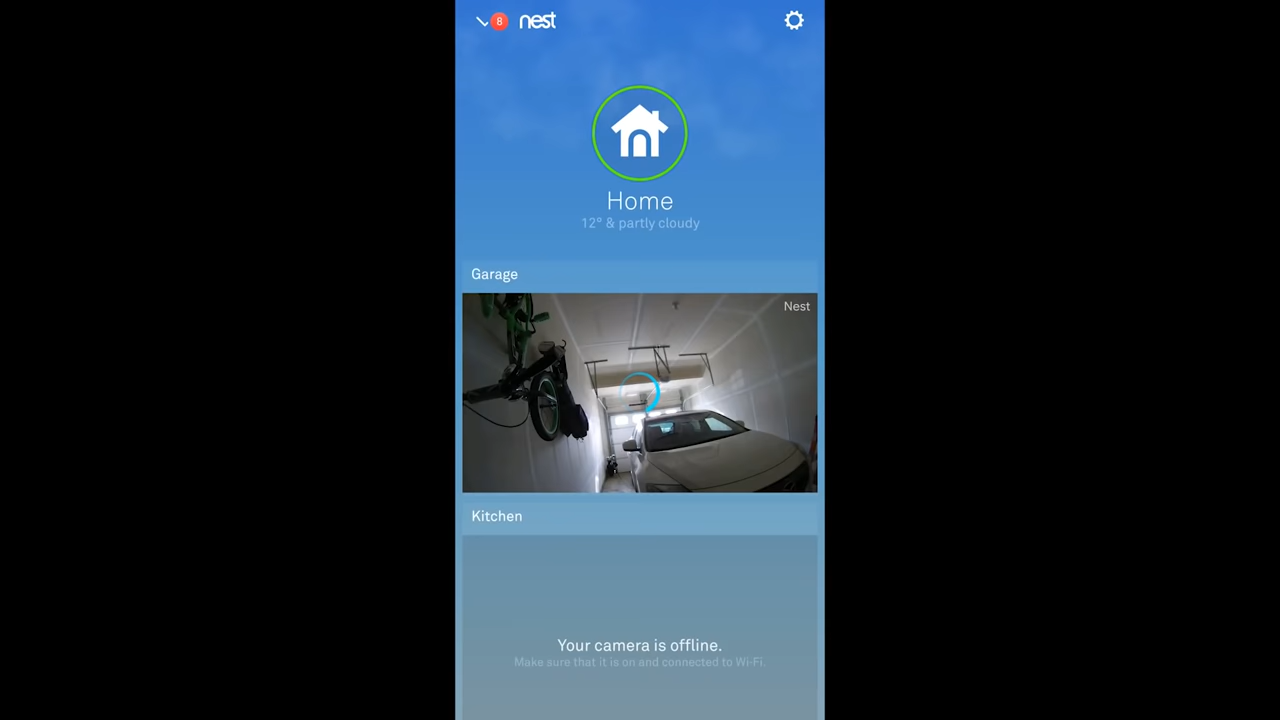 8 nest
Home
12° & partly cloudy
Garage
Nest
Kitchen
Your camera is offline.
Make sure that it is on and connected to Wi-Fi.